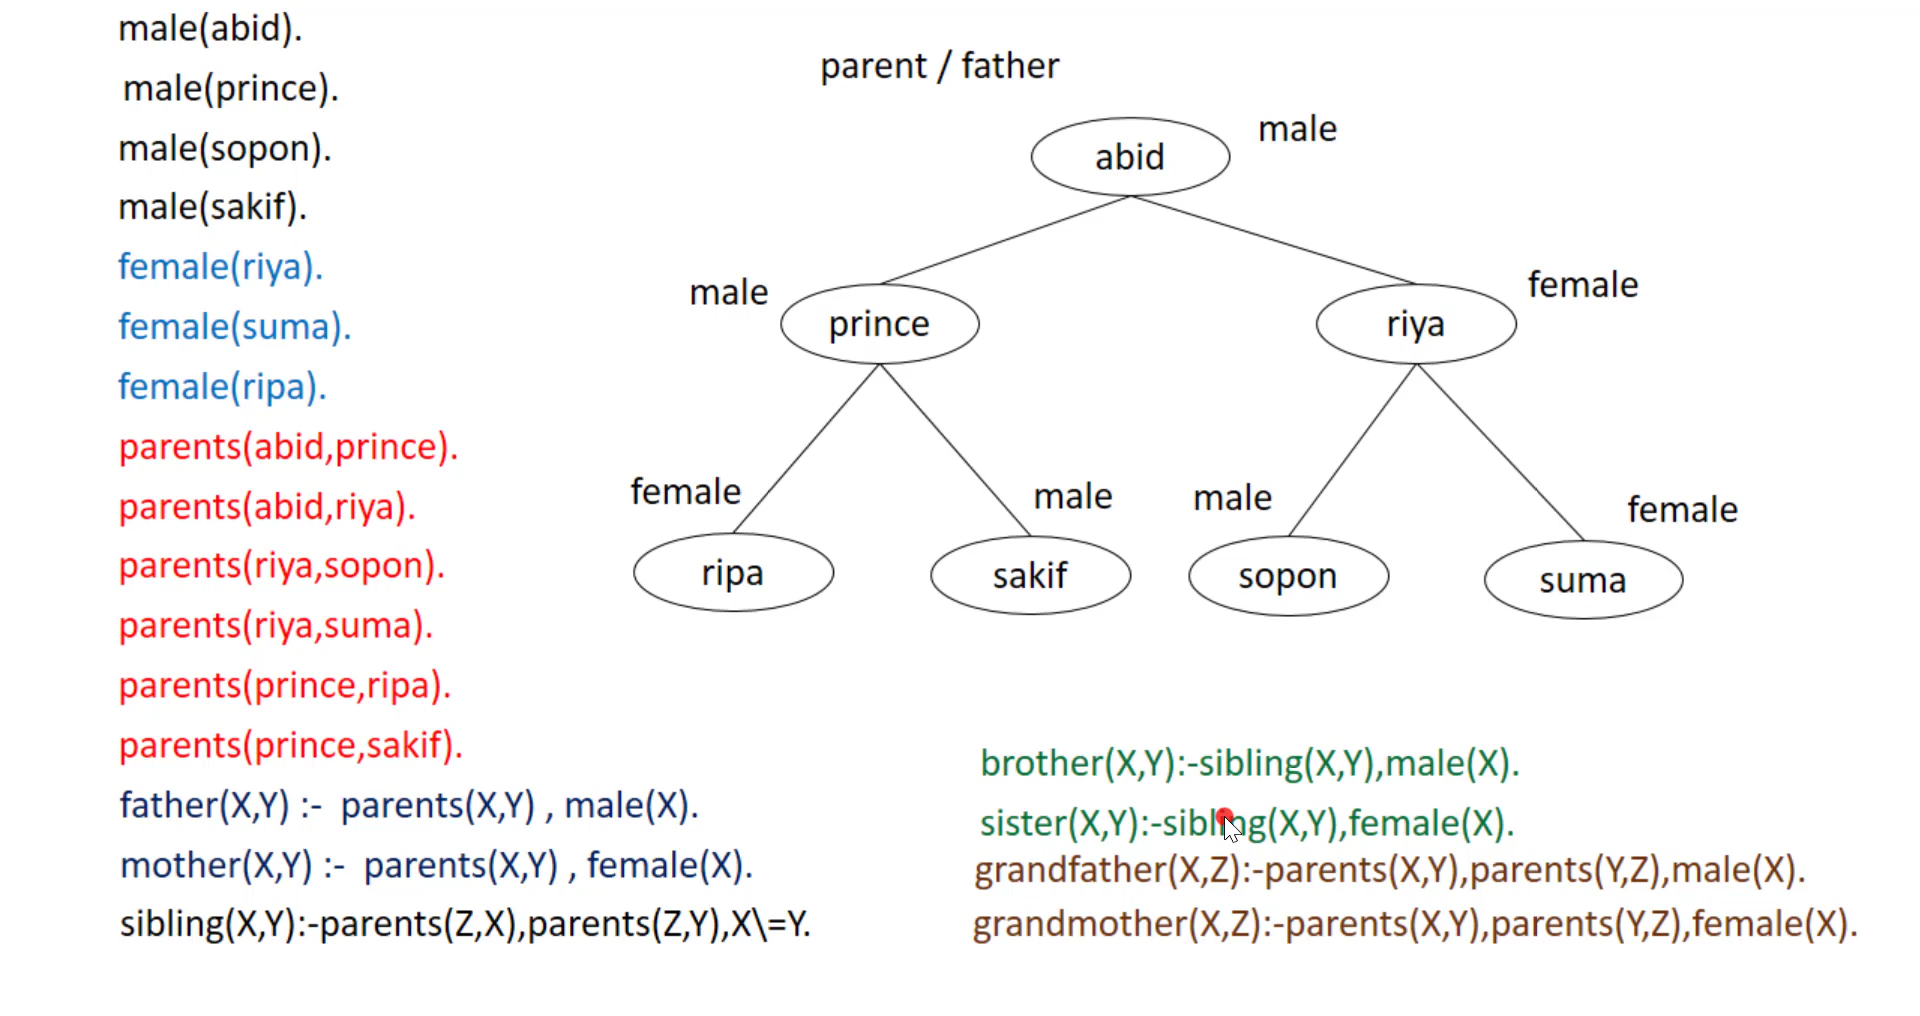 male(abid).
male(prince).
male(sopon).
male(sakif).
female(riya).
female(suma).
female(ripa).
parents(abid,prince).
parents(abid,riya).
parents(riya,sopon).
parents(riya,suma).
parents(prince,ripa).
parents(prince,sakif).
father(X,Y) :- parents(X,Y) , male(X).
mother(X,Y) :- parents(X,Y) , female(X).
sibling(X,Y):-parents(Z,X),parents(Z,Y),X\=Y.
parent / father
abid
male
male
prince
riya
female
female
ripa
male
sakif
male
sopon
female
suma
brother(X,Y):-sibling(X,Y),male(X).
sister(X,Y):-sibling(X,Y),female(X).
grandfather(X,Z):-parents(X,Y),parents(Y,Z),male(X).
grandmother(X,Z):-parents(X,Y),parents(Y,Z),female(X).